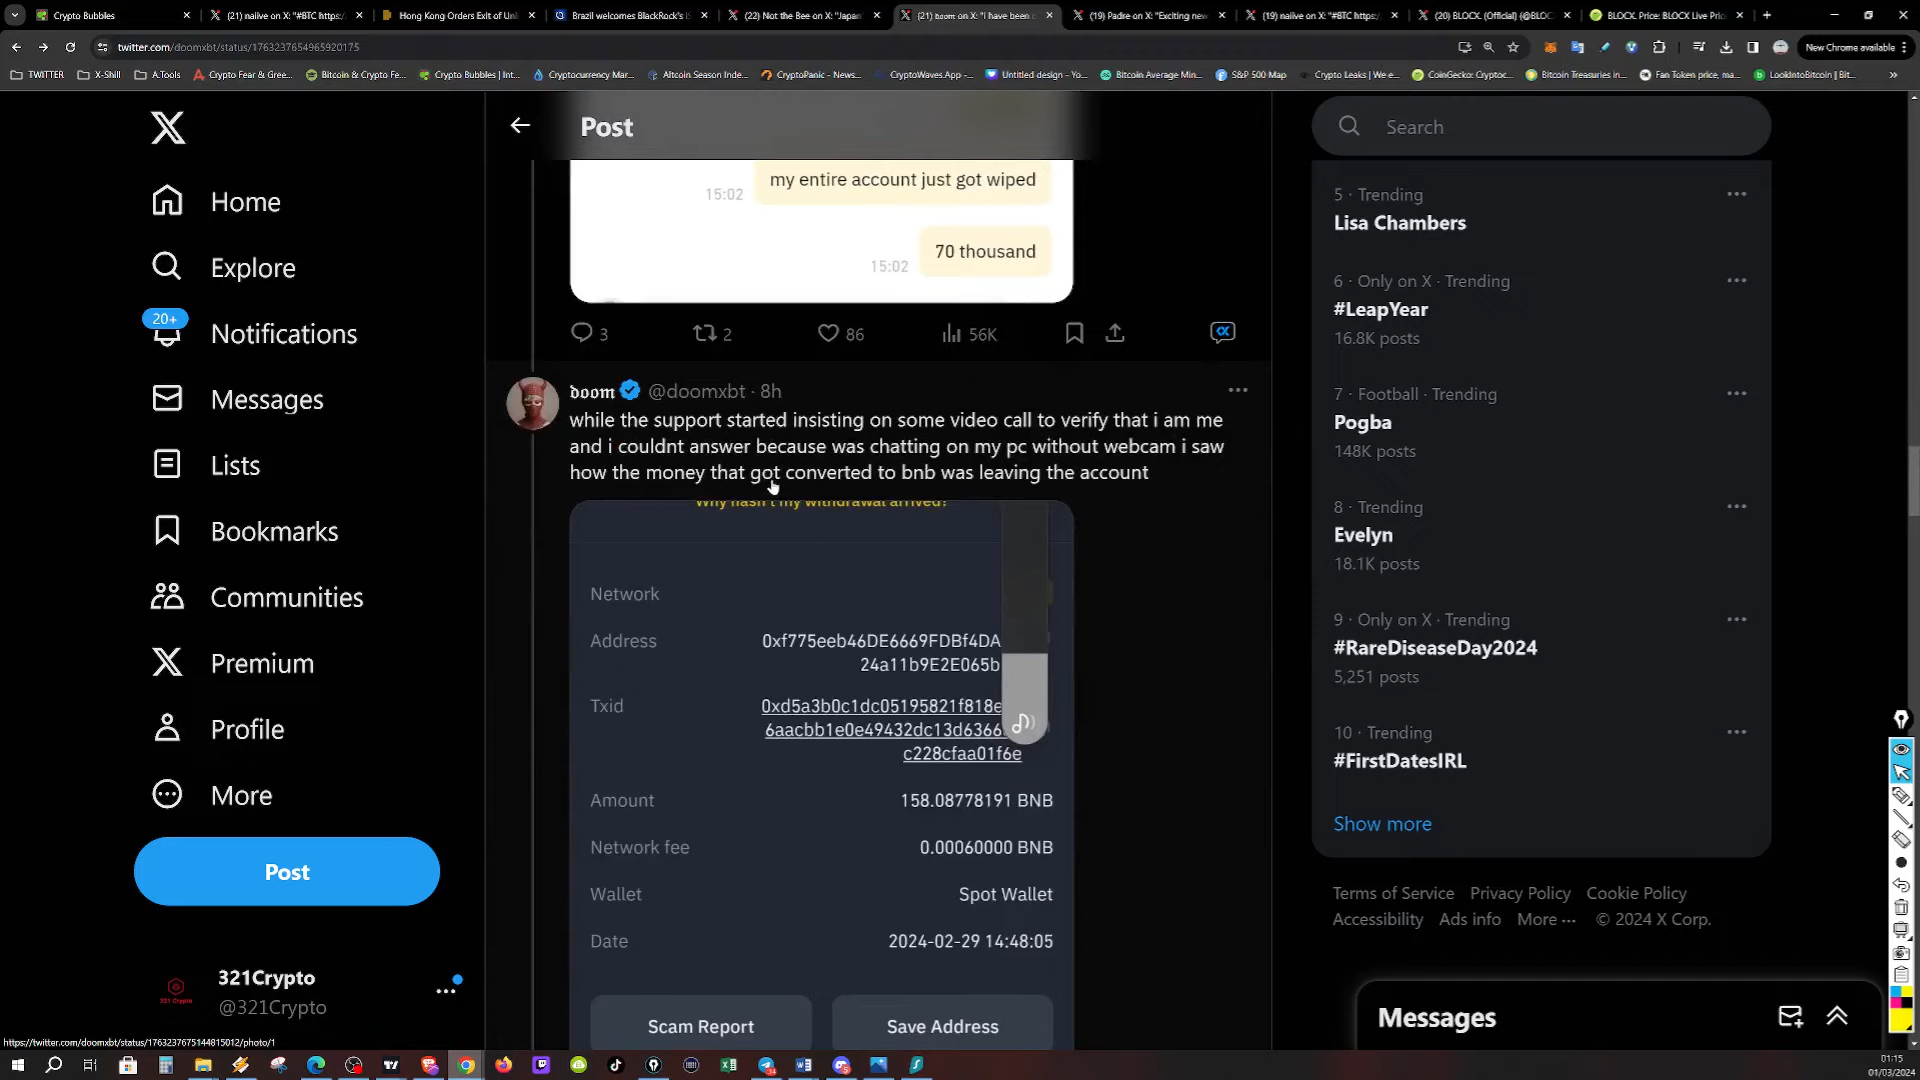 Crypto Bubbles
(21) naiive on X: "#BTC https:/
Hong Kong Orders Exit of Un
Brazil welcomes BlackRock's
(22) Not the Bee on X: "Japan
(21) doom on X: "i have been
(19) Padre on X: "Exciting new
(19) naiive on X: "#BTC https:/
(20) BLOCX. (Official) (@BLOC
BLOCX. Price: BLOCX Live Pric
twitter.com/doomxbt/status/1763237654965920175
New Chrome available
TWITTER
X-Shill
A.Tools
Crypto Fear & Gree...
Bitcoin & Crypto Fe...
Crypto Bubbles | Int...
Cryptocurrency Mar...
Altcoin Season Inde...
CryptoPanic - News...
CryptoWaves.App -...
Untitled design - Yo...
Bitcoin Average Min...
S&P 500 Map
Crypto Leaks | We e...
CoinGecko: Cryptoc...
Bitcoin Treasuries in...
Fan Token price, ma...
LookIntoBitcoin | Bit...
Home
Explore
20+
Notifications
Messages
Lists
Bookmarks
Communities
Premium
Profile
More
Post
321Crypto
@321Crypto
Post
my entire account just got wiped
15:02
70 thousand
15:02
3
2
86
56K
doom @doomxbt · 8h
while the support started insisting on some video call to verify that i am me
and i couldnt answer because was chatting on my pc without webcam i saw
how the money that got converted to bnb was leaving the account
Why hasn't my withdrawal arrived?
Network
Address 0xf775eeb46DE6669FDBf4DA
24a11b9E2E065b
Txid 0xd5a3b0c1dc05195821f818e
6aacbb1e0e49432dc13d6366
c228cfaa01f6e
Amount 158.08778191 BNB
Network fee 0.00060000 BNB
Wallet Spot Wallet
Date 2024-02-29 14:48:05
Scam Report
Save Address
Search
5 · Trending
Lisa Chambers
6 · Only on X · Trending
#LeapYear
16.8K posts
7 · Football · Trending
Pogba
148K posts
8 · Trending
Evelyn
18.1K posts
9 · Only on X · Trending
#RareDiseaseDay2024
5,251 posts
10 · Trending
#FirstDatesIRL
Show more
Terms of Service Privacy Policy Cookie Policy
Accessibility Ads info More ··· © 2024 X Corp.
Messages
https://twitter.com/doomxbt/status/1763237675144815012/photo/1
01:15
01/03/2024